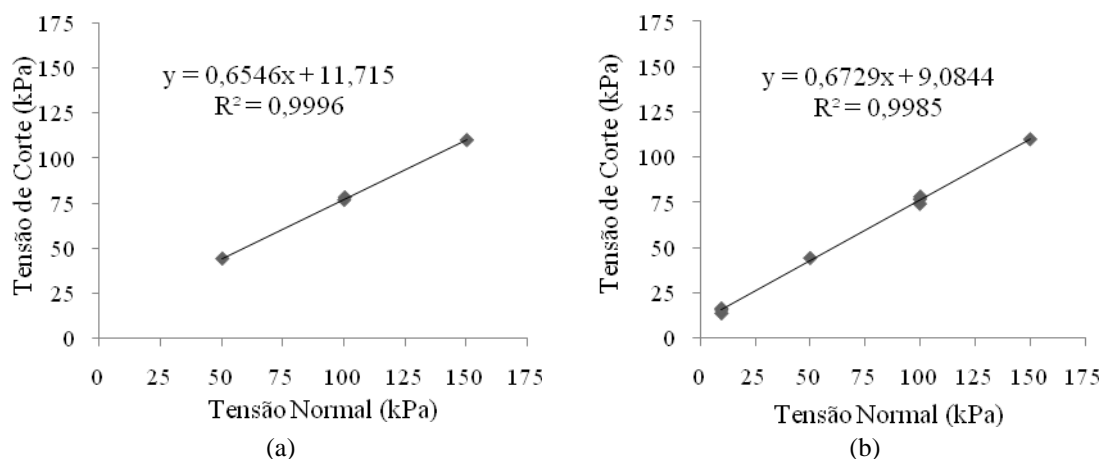 Tensão de Corte (kPa)
175
150
125
100
75
50
25
0
y = 0,6546x + 11,715
R² = 0,9996
0 25 50 75 100 125 150 175
Tensão Normal (kPa)
(a)
Tensão de Corte (kPa)
175
150
125
100
75
50
25
0
y = 0,6729x + 9,0844
R² = 0,9985
0 25 50 75 100 125 150 175
Tensão Normal (kPa)
(b)